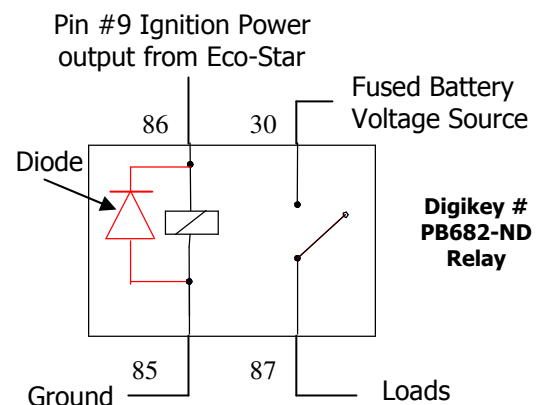 Pin #9 Ignition Power
output from Eco-Star
Fused Battery
Voltage Source
86
30
Diode
Digikey #
PB682-ND
Relay
85
87
Ground
Loads